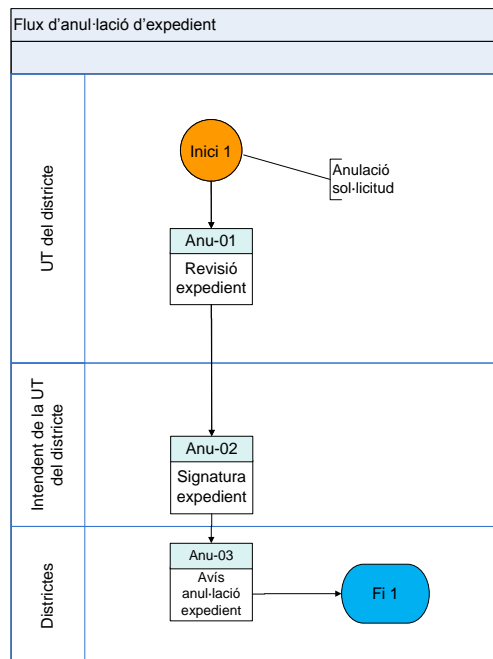 Flux d'anul·lació d'expedient
UT del districte
Inici 1
Anulació
sol·licitud
Anu-01
Revisió
expedient
Intendent de la UT
del districte
Anu-02
Signatura
expedient
Districtes
Anu-03
Avís
anul·lació
expedient
Fi 1